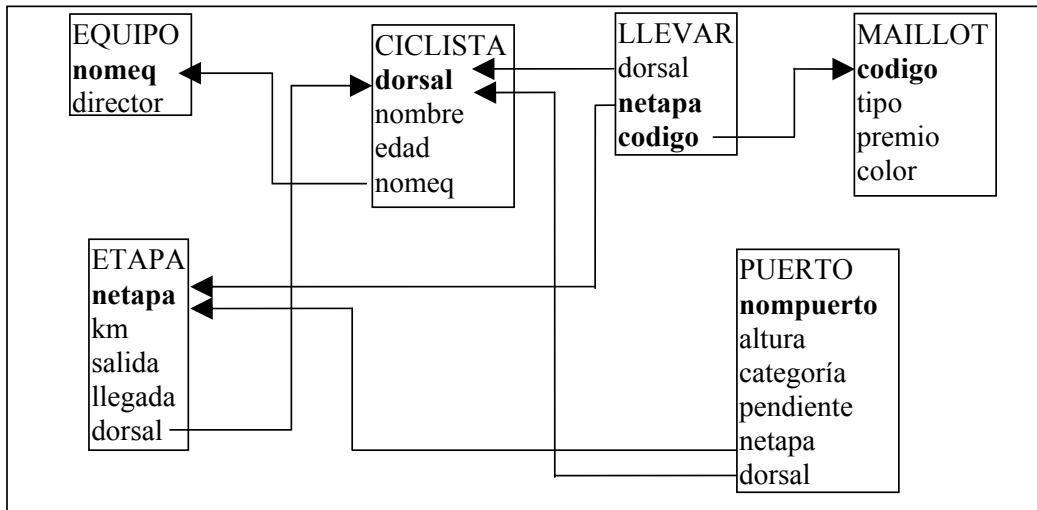 EQUIPO
nomeq
director
CICLISTA
dorsal
nombre
edad
nomeq
LLEVAR
dorsal
netapa
codigo
MAILLOT
codigo
tipo
premio
color
ETAPA
netapa
km
salida
llegada
dorsal
PUERTO
nompuerto
altura
categoría
pendiente
netapa
dorsal